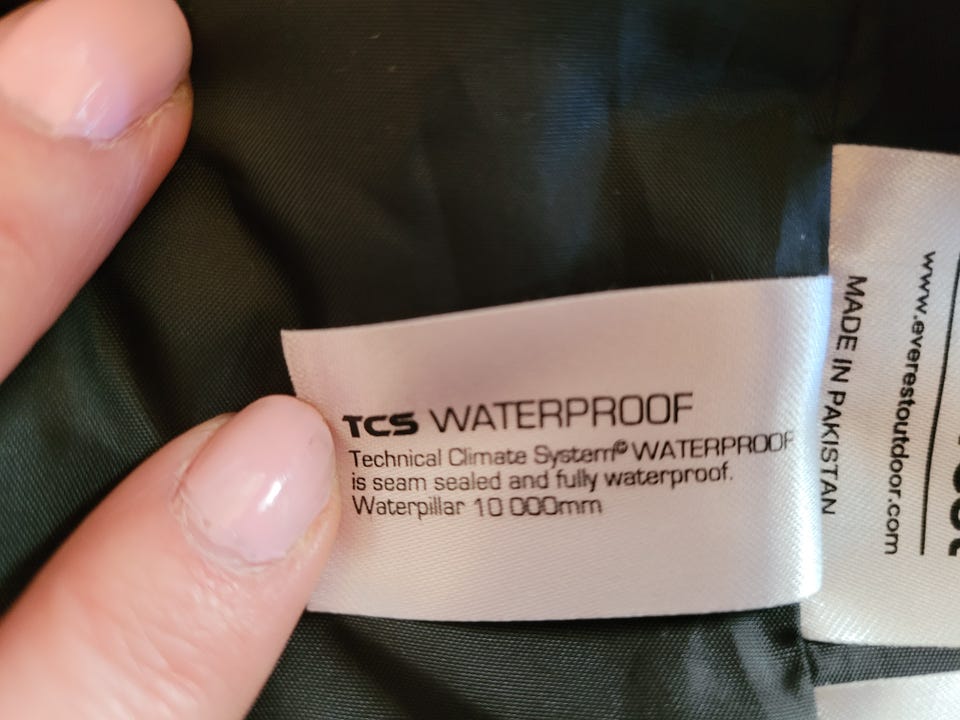 TCS WATERPROOF
Technical Climate System© WATERPROOF
is seam sealed and fully waterproof.
Waterpillar 10 000mm
MADE IN PAKISTAN
www.everestoutdoor.com